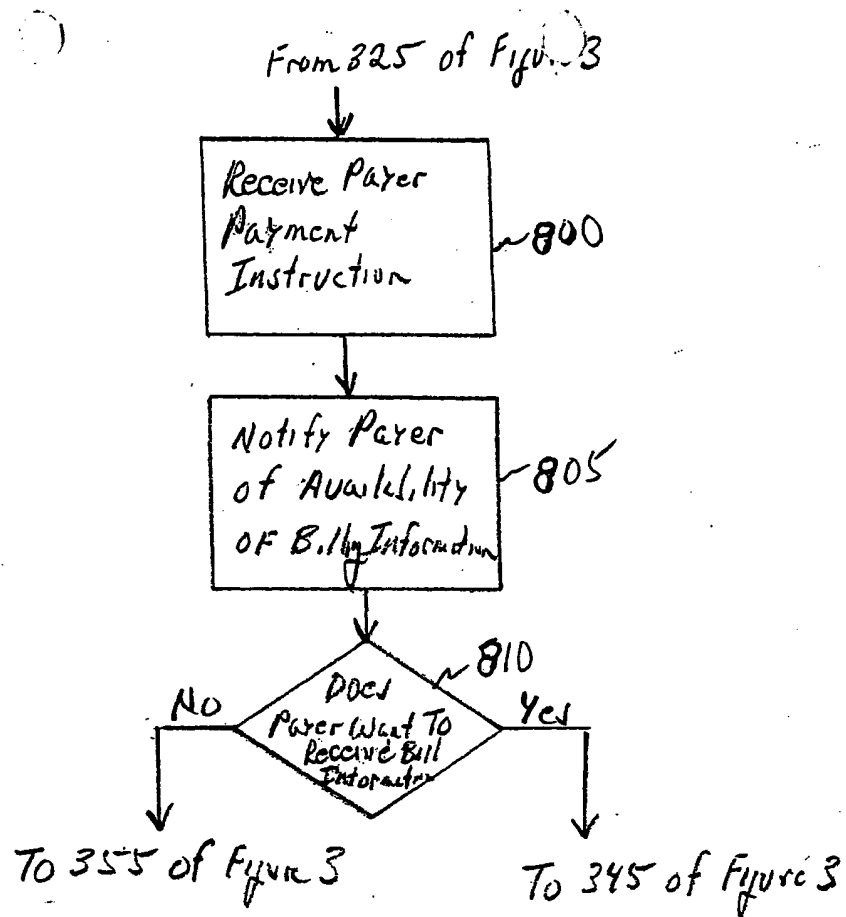 From 325 of Figure 3
Receive Payer
Payment
Instruction
800
Notify Payer
of Availability
OF Billing Information
805
810
Does
Payer Want To
Receive Bill
Information
No
Yes
To 355 of Figure 3
To 345 of Figure 3